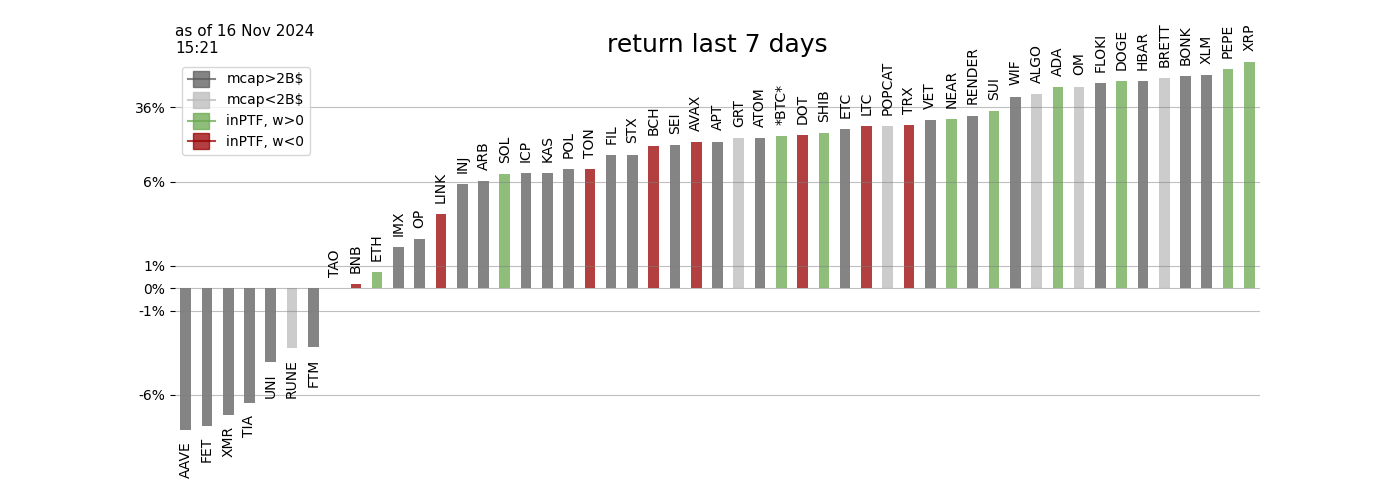 as of 16 Nov 2024
15:21
return last 7 days
mcap>2B$
mcap<2B$
inPTF, w>0
inPTF, w<0
36%
6%
1%
0%
-1%
-6%
AAVE
FET
XMR
TIA
UNI
RUNE
FTM
TAO
BNB
ETH
IMX
OP
LINK
INJ
ARB
SOL
ICP
KAS
POL
TON
FIL
STX
BCH
SEI
AVAX
APT
GRT
ATOM
*BTC*
DOT
SHIB
ETC
LTC
POPCAT
TRX
VET
NEAR
RENDER
SUI
WIF
ALGO
ADA
OM
FLOKI
DOGE
HBAR
BRETT
BONK
XLM
PEPE
XRP